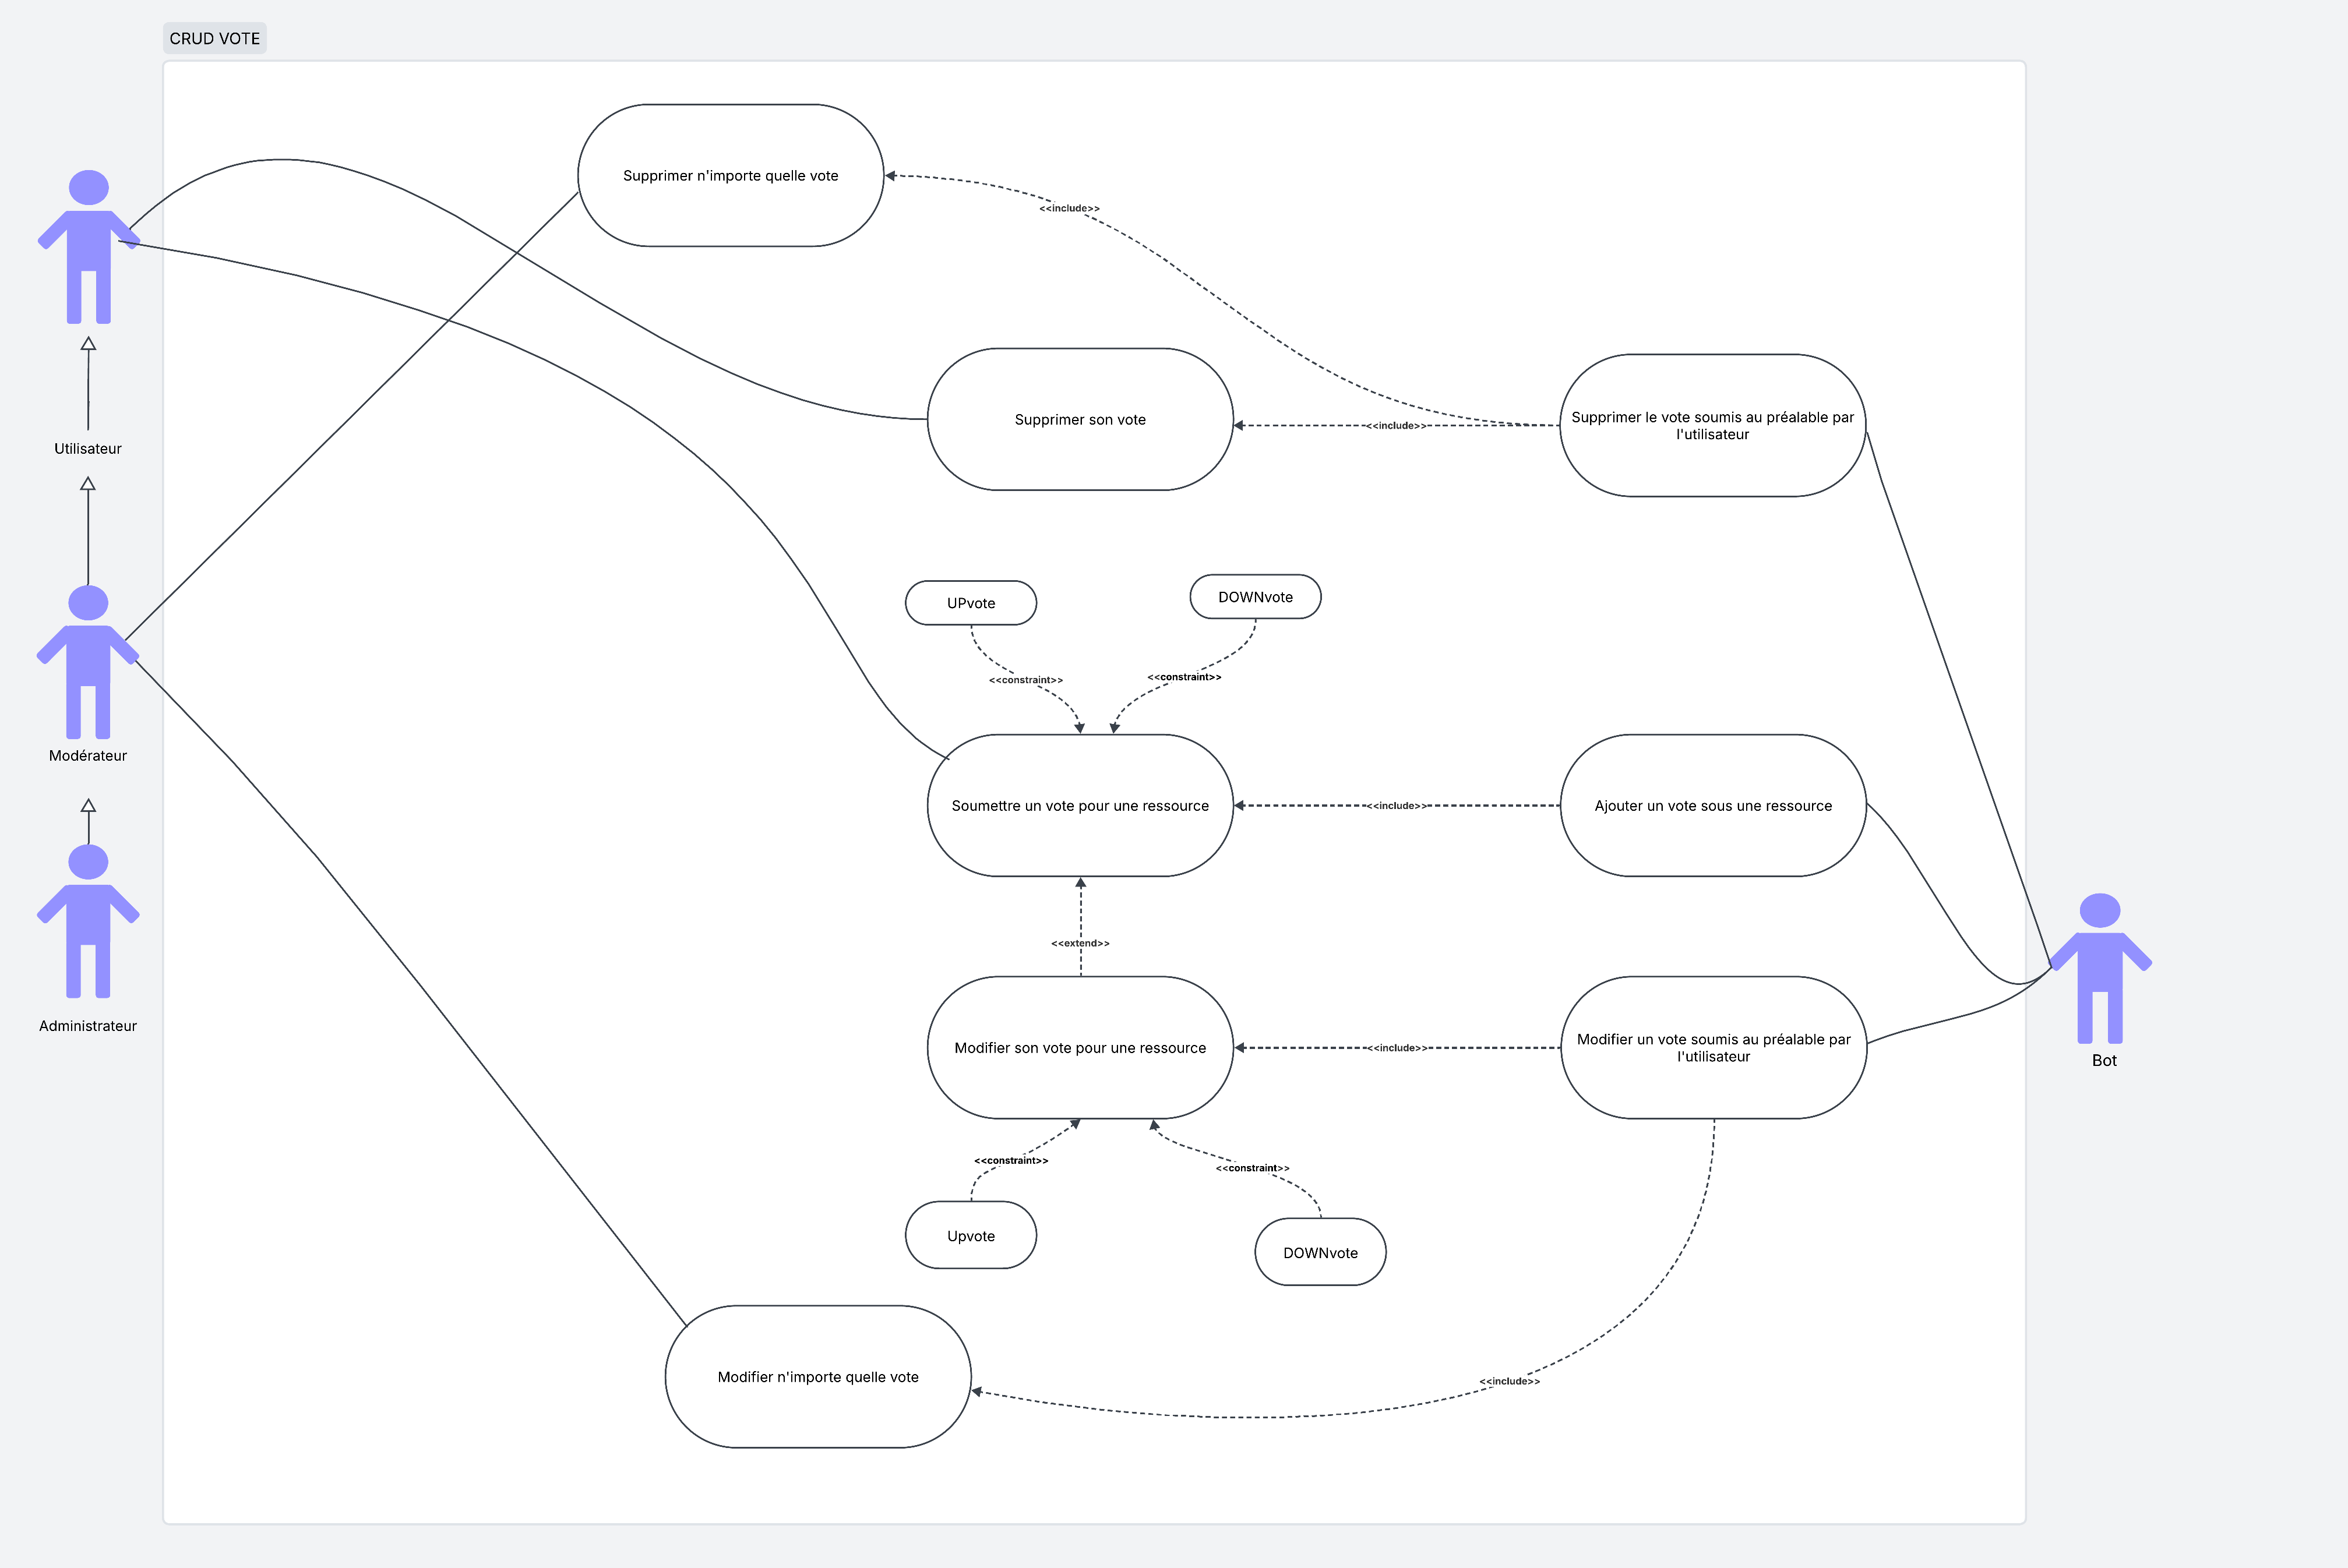 CRUD VOTE
Supprimer n'importe quelle vote
<<include>>
Supprimer son vote
<<include>>
Supprimer le vote soumis au préalable par
l'utilisateur
Utilisateur
UPvote
DOWNvote
<<constraint>>
<<constraint>>
Modérateur
Soumettre un vote pour une ressource
<<include>>
Ajouter un vote sous une ressource
<<extend>>
Administrateur
Modifier son vote pour une ressource
<<include>>
Modifier un vote soumis au préalable par
l'utilisateur
Bot
<<constraint>>
<<constraint>>
Upvote
DOWNvote
Modifier n'importe quelle vote
<<include>>